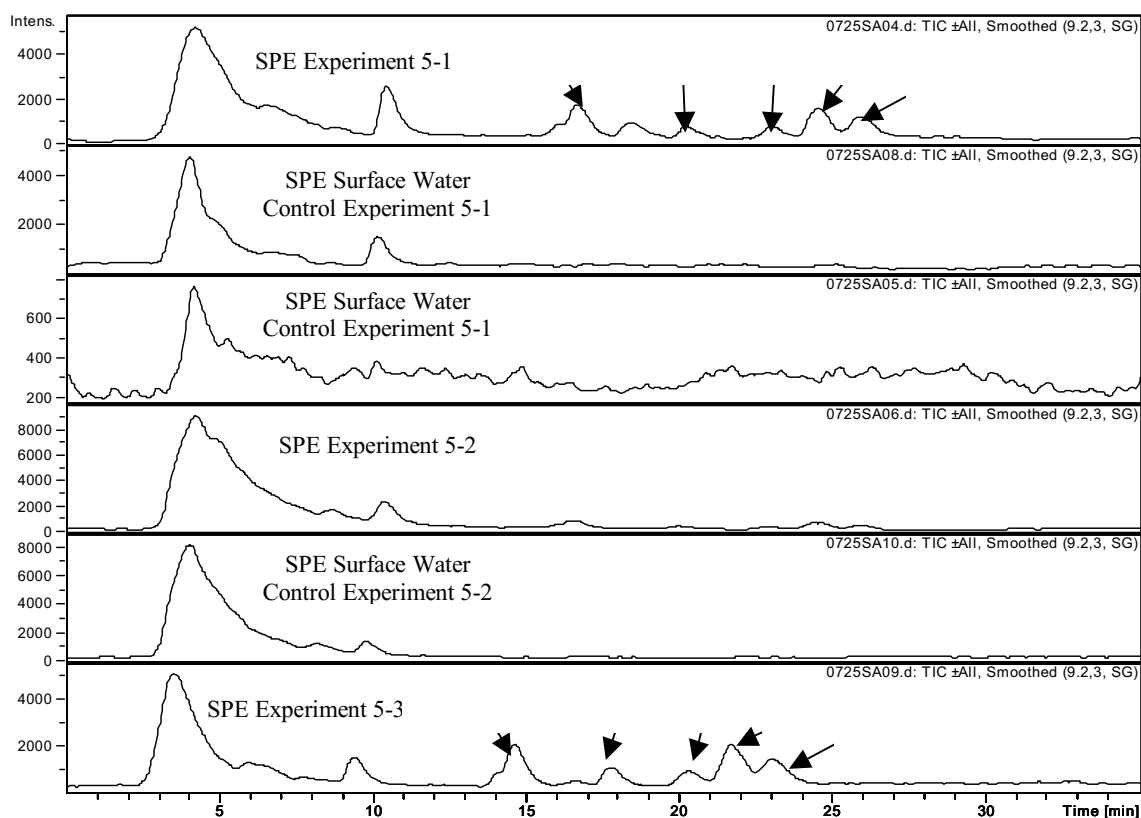 Intens.
0725SA04.d: TIC ±All, Smoothed (9.2,3, SG)
SPE Experiment 5-1
4000
2000
0
0725SA08.d: TIC ±All, Smoothed (9.2,3, SG)
SPE Surface Water
Control Experiment 5-1
4000
2000
0725SA05.d: TIC ±All, Smoothed (9.2,3, SG)
SPE Surface Water
Control Experiment 5-1
600
400
200
0725SA06.d: TIC ±All, Smoothed (9.2,3, SG)
SPE Experiment 5-2
8000
6000
4000
2000
0
0725SA10.d: TIC ±All, Smoothed (9.2,3, SG)
SPE Surface Water
Control Experiment 5-2
8000
6000
4000
2000
0
0725SA09.d: TIC ±All, Smoothed (9.2,3, SG)
SPE Experiment 5-3
4000
2000
0
5 10 15 20 25 30 Time [min]